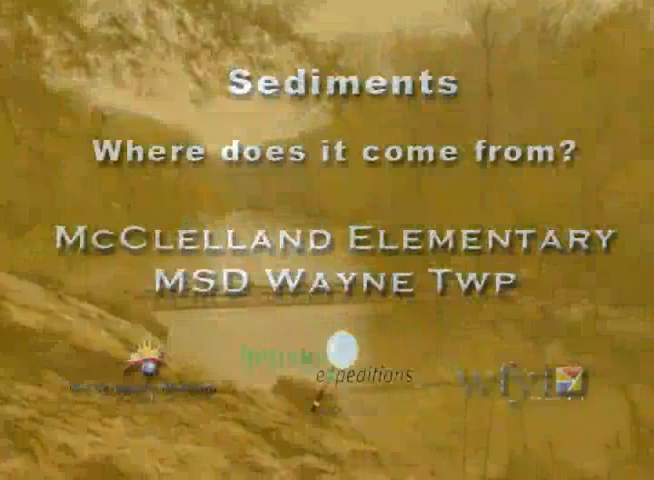 Sediments
Where does it come from?
McClelland Elementary
MSD Wayne Twp
expeditions
wfyi